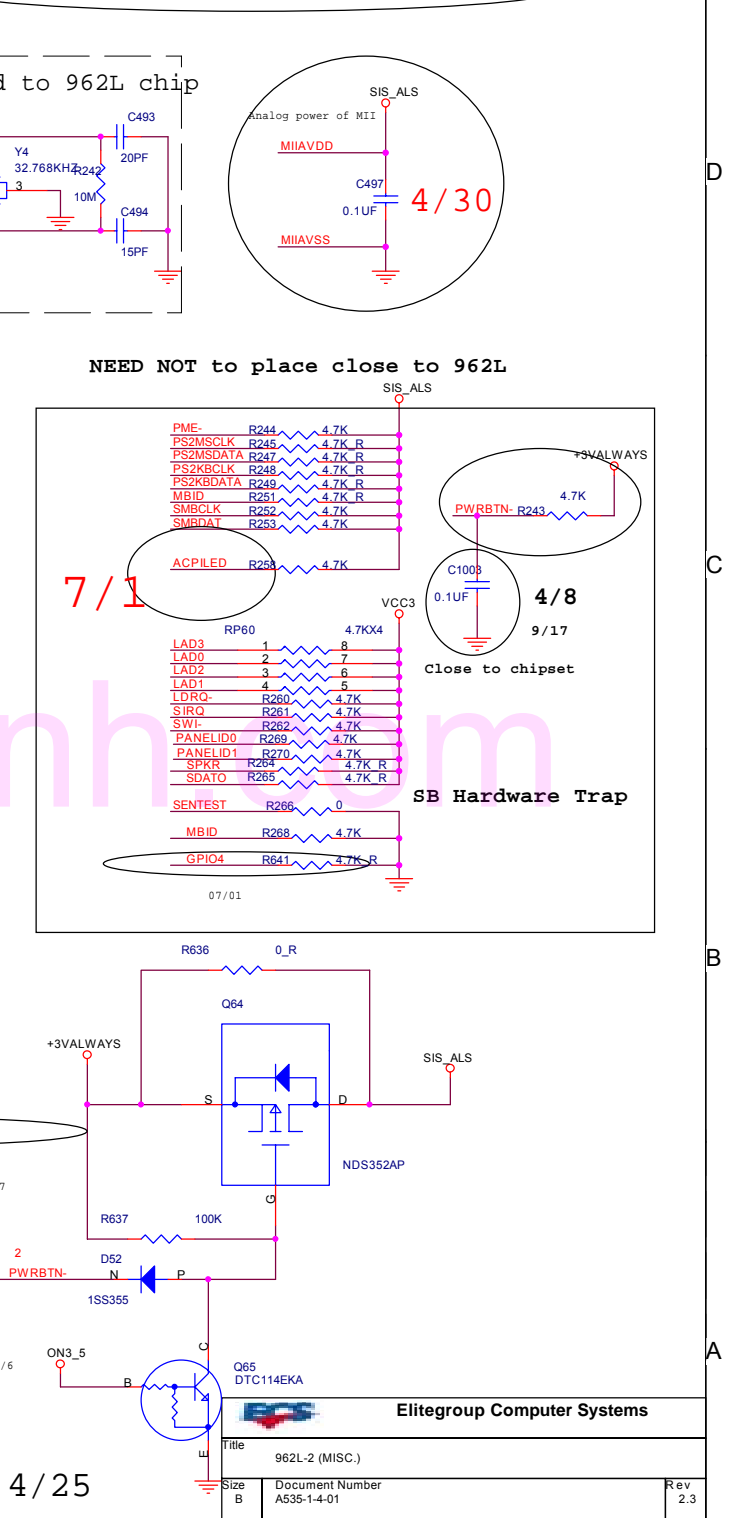 d to 962L chip
C493
20PF
Y4
32.768KHZ
R242
3
10M
C494
15PF
SIS_ALS
Analog power of MII
MIIAVDD
C497
0.1UF
4/30
MIIAVSS
D
NEED NOT to place close to 962L
SIS_ALS
PME- R244 4.7K
PS2MSCLK R245 4.7K_R
PS2MSDATA R247 4.7K_R
PS2KBCLK R248 4.7K_R
PS2KBDATA R249 4.7K_R
MBID R251 4.7K_R
SMBCLK R252 4.7K
SMBDAT R253 4.7K
ACPILED R258 4.7K
7/1
+3VALWAYS
4.7K
PWRBTN- R243
C1003
0.1UF
4/8
9/17
Close to chipset
C
VCC3
RP60 4.7KX4
LAD3 1 8
LAD0 2 7
LAD2 3 6
LAD1 4 5
LDRQ- R260 4.7K
SIRQ R261 4.7K
SWI- R262 4.7K
PANELID0 R269 4.7K
PANELID1 R270 4.7K
SPKR R264 4.7K_R
SDATO R265 4.7K_R
SB Hardware Trap
SENTEST R266 0
MBID R268 4.7K
GPIO4 R641 4.7K_R
07/01
nh.com
B
R636 0_R
Q64
+3VALWAYS
SIS_ALS
S D
NDS352AP
G
7
R637 100K
2
D52
PWRBTN- N P
1SS355
/6
ON3_5
C
B
Q65
DTC114EKA
E
A
4/25
ECS
Elitegroup Computer Systems
Title
962L-2 (MISC.)
Size Document Number Rev
B A535-1-4-01 2.3